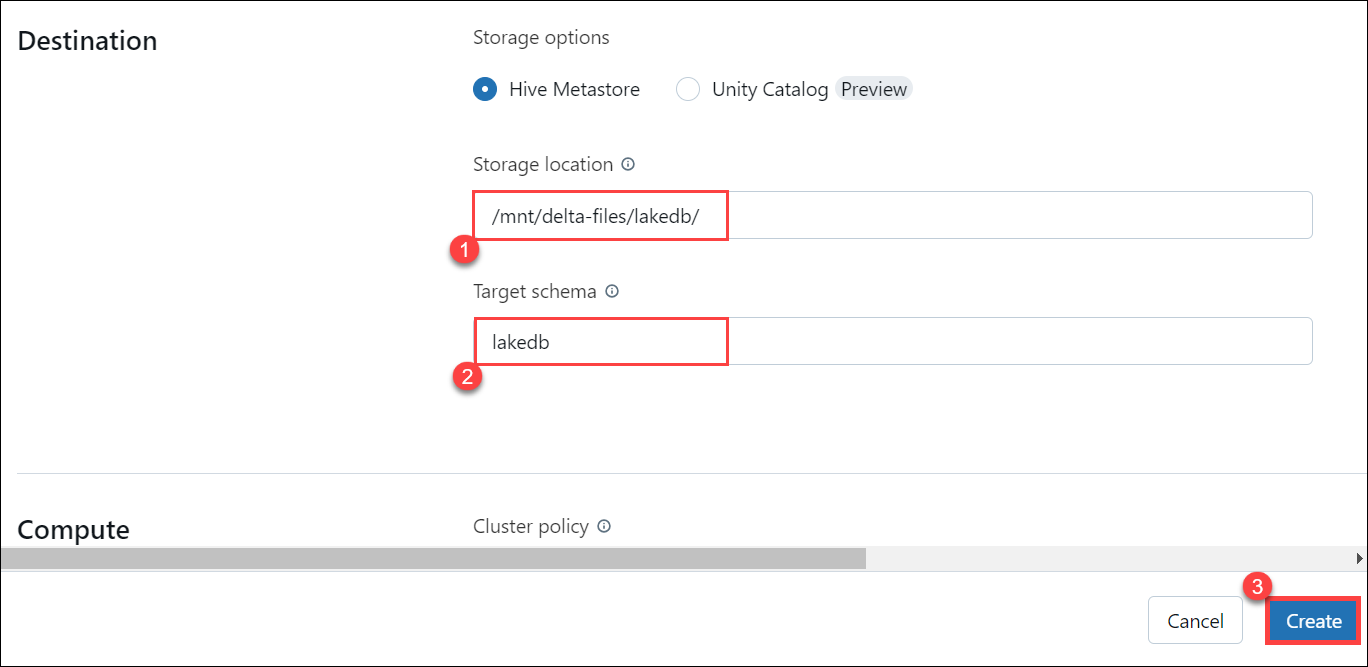 Destination
Storage options
Hive Metastore
Unity Catalog Preview
Storage location
/mnt/delta-files/lakedb/
1
Target schema
lakedb
2
Compute
Cluster policy
3
Cancel
Create